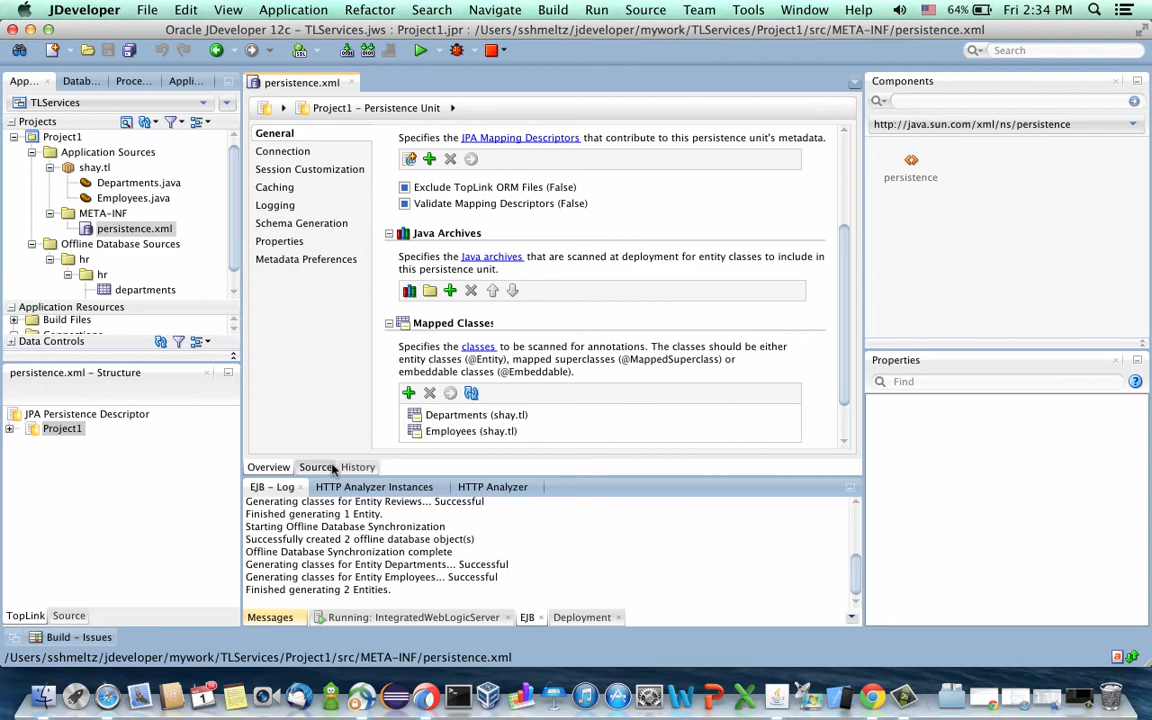 JDeveloper File Edit View Application Refactor Search Navigate Build Run Source Team Tools Window Help 64% Fri 2:34 PM
Oracle JDeveloper 12c - TLServices.jws : Project1.jpr : /Users/sshmeltz/jdeveloper/mywork/TLServices/Project1/src/META-INF/persistence.xml
Search
App... Datab... Proce... Appli...
TLServices
Projects
Project1
Application Sources
shay.tl
Departments.java
Employees.java
META-INF
persistence.xml
Offline Database Sources
hr
hr
departments
Application Resources
Build Files
Data Controls
persistence.xml - Structure
JPA Persistence Descriptor
Project1
TopLink Source
persistence.xml
Project1 - Persistence Unit
General
Connection
Session Customization
Caching
Logging
Schema Generation
Properties
Metadata Preferences
Specifies the JPA Mapping Descriptors that contribute to this persistence unit's metadata.
Exclude TopLink ORM Files (False)
Validate Mapping Descriptors (False)
Java Archives
Specifies the Java archives that are scanned at deployment for entity classes to include in
this persistence unit.
Mapped Classes
Specifies the classes to be scanned for annotations. The classes should be either
entity classes (@Entity), mapped superclasses (@MappedSuperclass) or
embeddable classes (@Embeddable).
Departments (shay.tl)
Employees (shay.tl)
Overview Source History
EJB - Log HTTP Analyzer Instances HTTP Analyzer
Generating classes for Entity Reviews... Successful
Finished generating 1 Entity.
Starting Offline Database Synchronization
Successfully created 2 offline database object(s)
Offline Database Synchronization complete
Generating classes for Entity Departments... Successful
Generating classes for Entity Employees... Successful
Finished generating 2 Entities.
Messages Running: IntegratedWebLogicServer EJB Deployment
Components
http://java.sun.com/xml/ns/persistence
persistence
Properties
Find
Build - Issues
/Users/sshmeltz/jdeveloper/mywork/TLServices/Project1/src/META-INF/persistence.xml